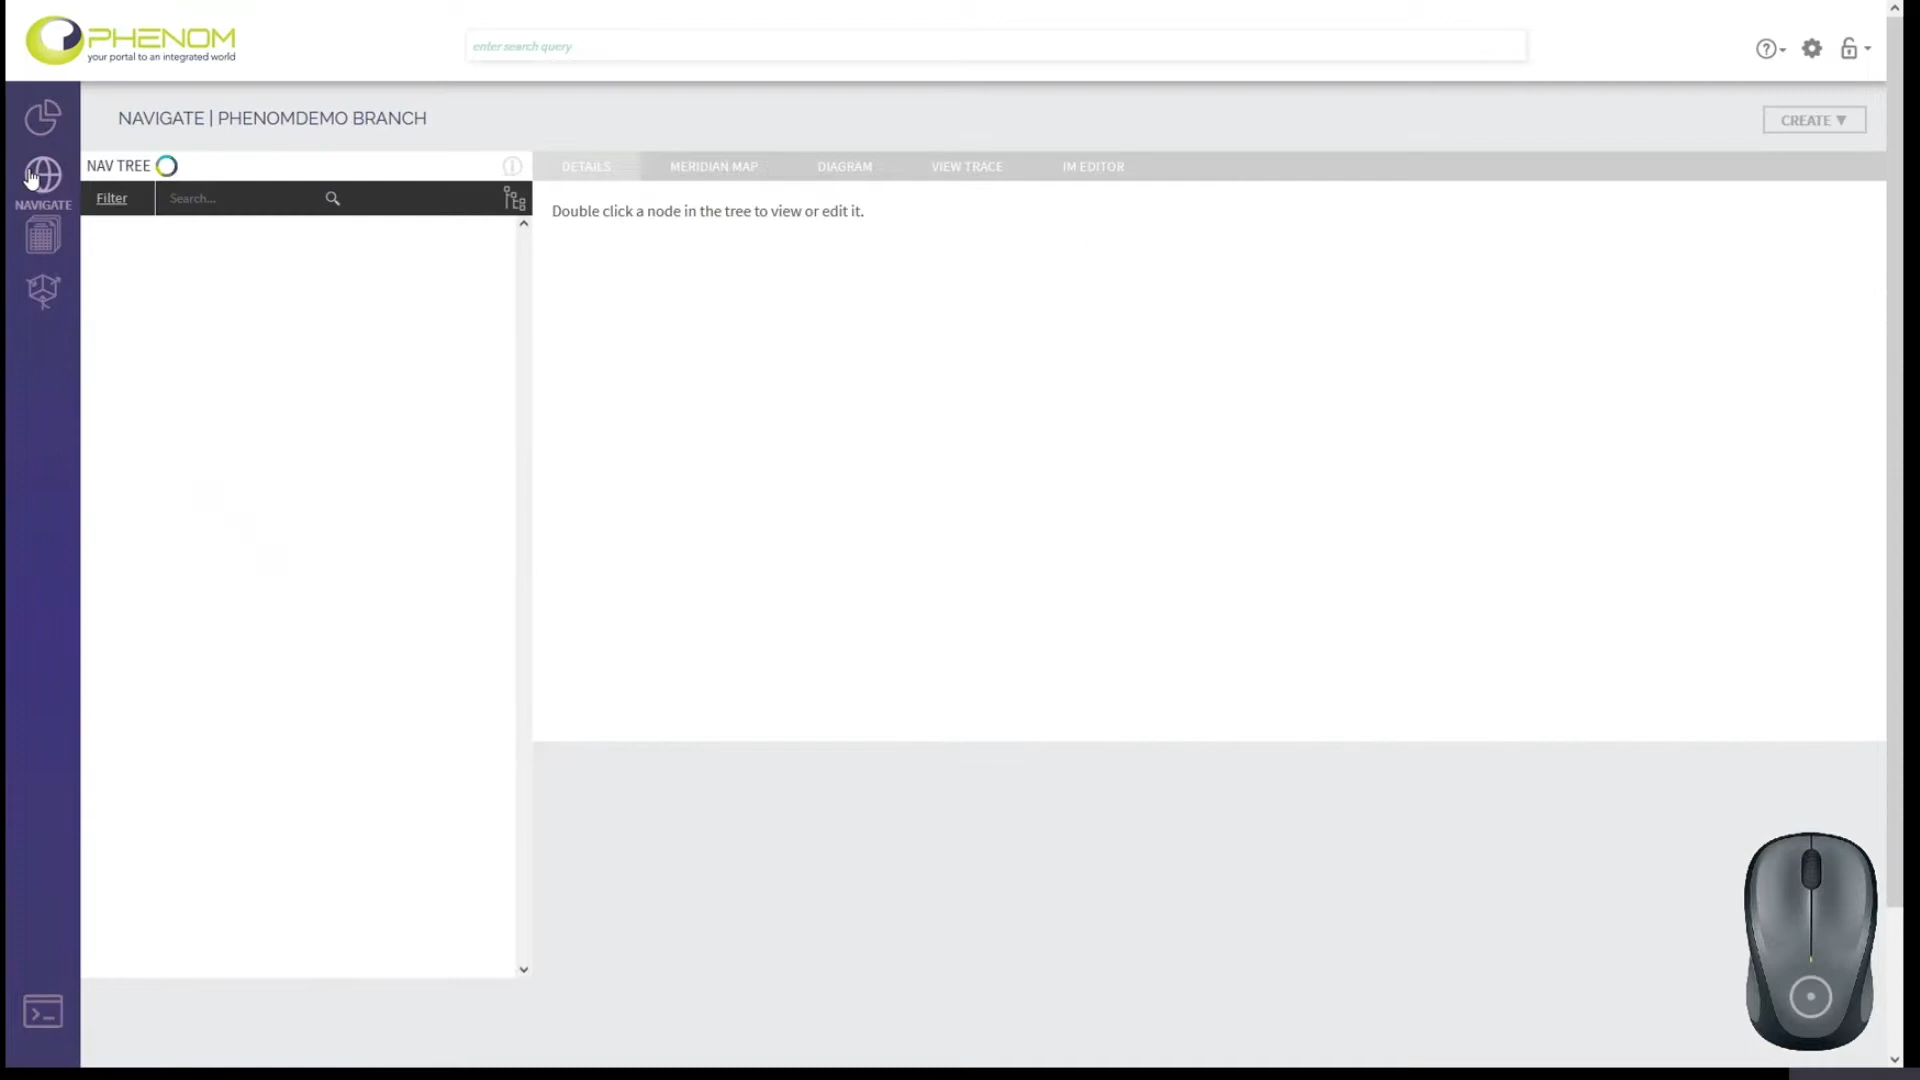 PHENOM
your portal to an integrated world
enter search query
NAVIGATE | PHENOMDEMO BRANCH
CREATE ▼
NAV TREE
DETAILS MERIDIAN MAP DIAGRAM VIEW TRACE IM EDITOR
Filter Search...
NAVIGATE
Double click a node in the tree to view or edit it.